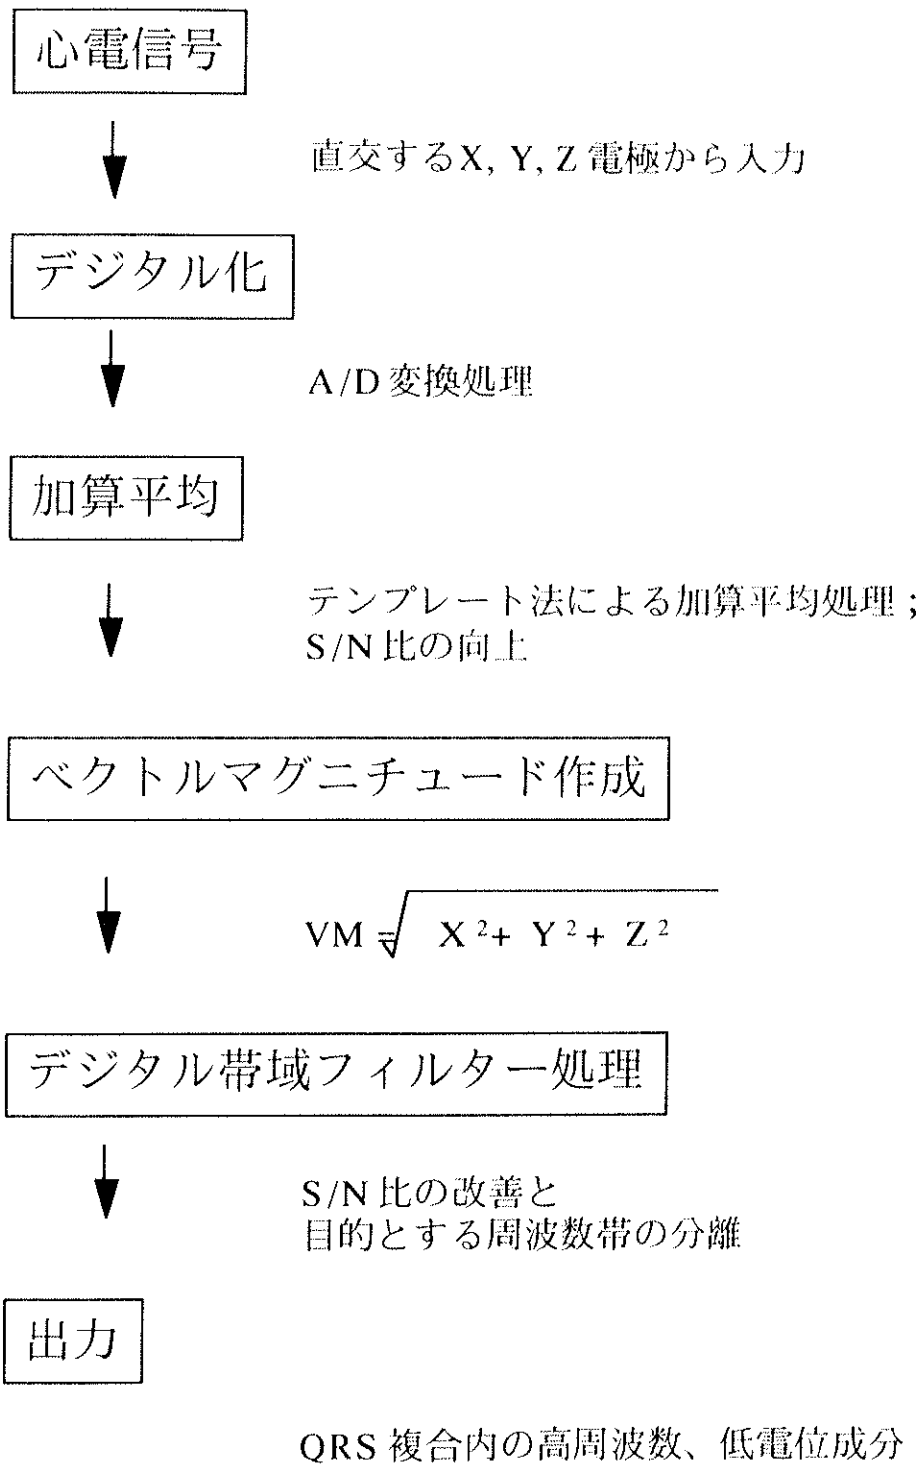 心電信号
直交するX, Y, Z 電極から入力
デジタル化
A/D 変換処理
加算平均
テンプレート法による加算平均処理;
S/N 比の向上
ベクトルマグニチュード作成
VM = √ X ² + Y ² + Z ²
デジタル帯域フィルター処理
S/N 比の改善と
目的とする周波数帯の分離
出力
QRS 複合内の高周波数、低電位成分